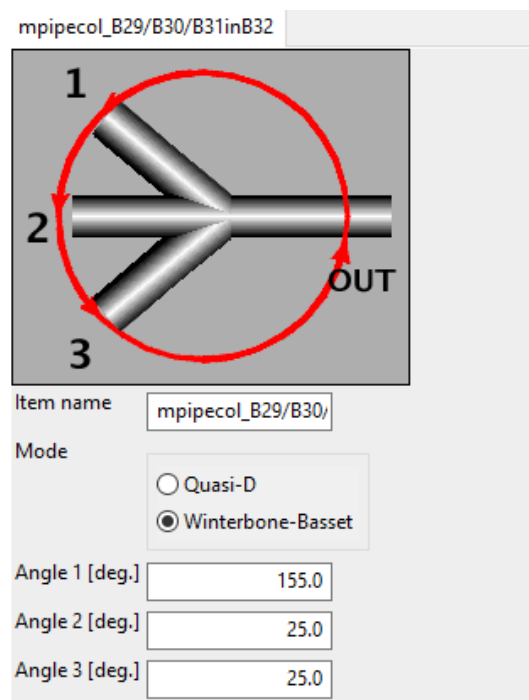 mpipecol_B29/B30/B31inB32
1
2
OUT
3
Item name mpipecol_B29/B30/
Mode
Quasi-D
Winterbone-Basset
Angle 1 [deg.] 155.0
Angle 2 [deg.] 25.0
Angle 3 [deg.] 25.0